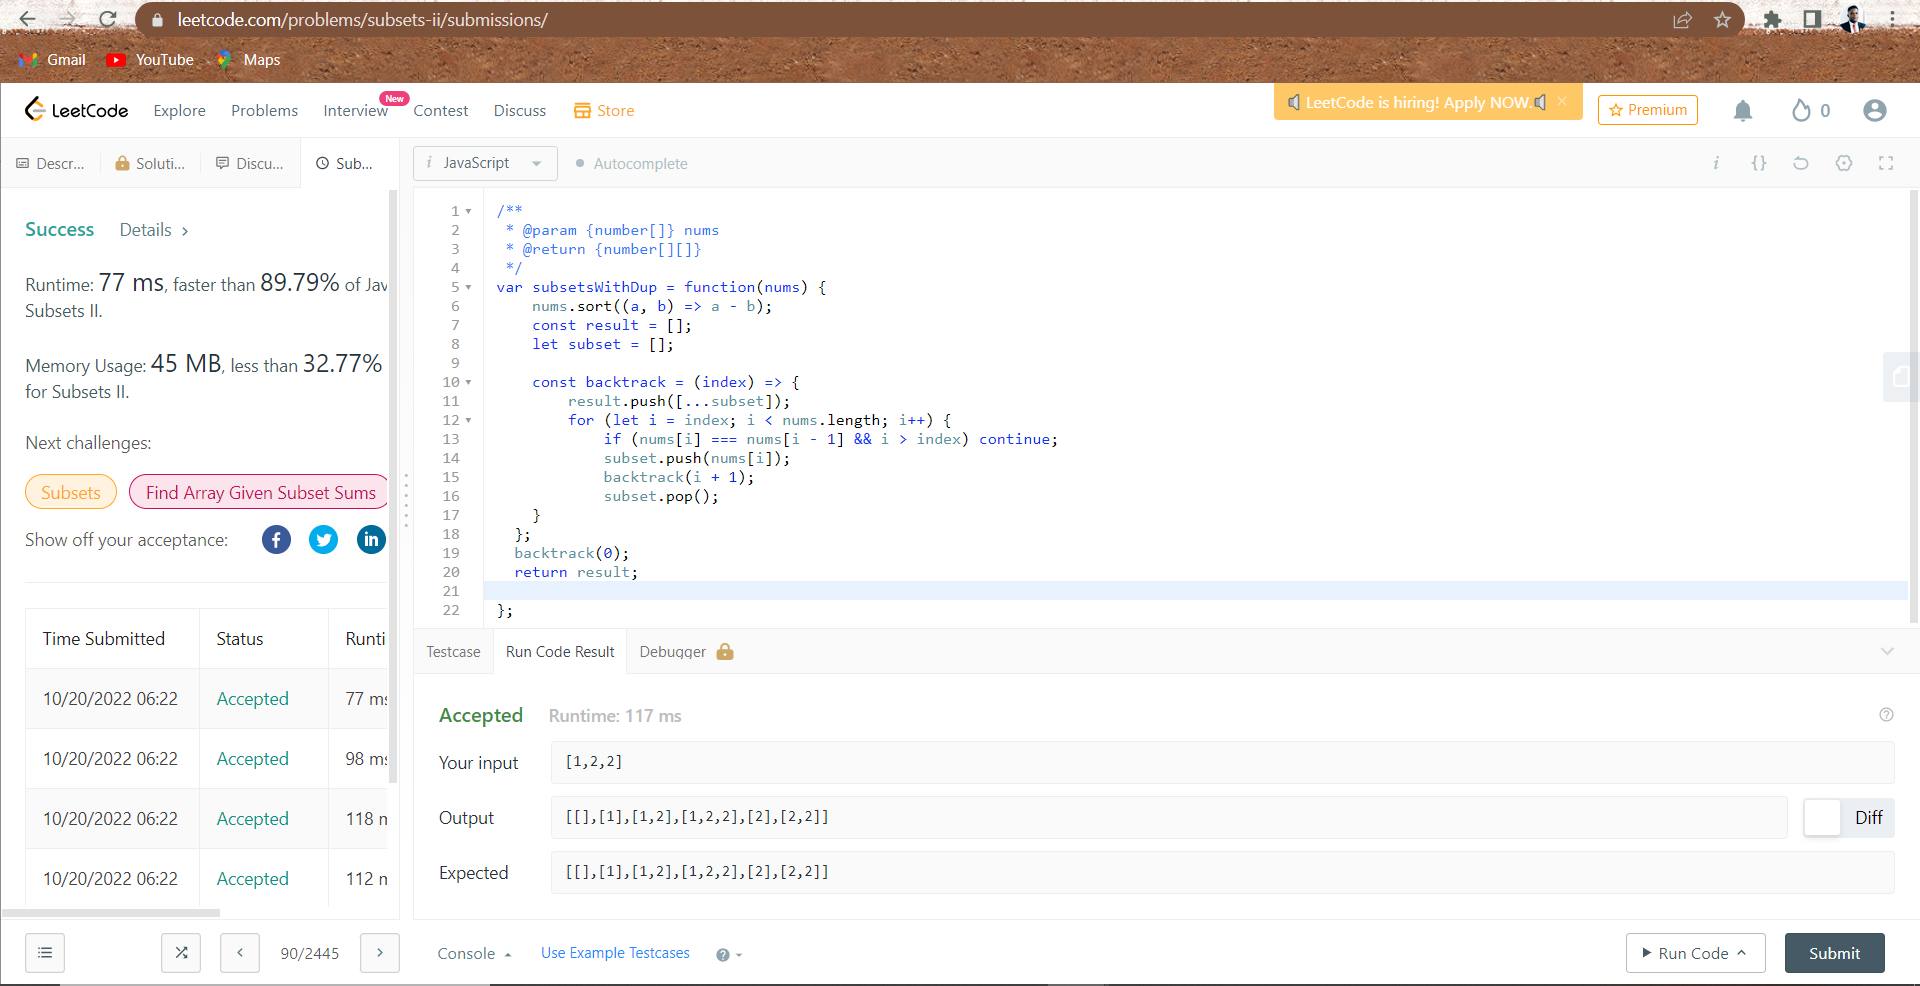 leetcode.com/problems/subsets-ii/submissions/
Gmail YouTube Maps
LeetCode Explore Problems Interview New Contest Discuss Store LeetCode is hiring! Apply NOW. Premium 0
Descr... Soluti... Discu... Sub...
Success Details
Runtime: 77 ms, faster than 89.79% of Jav
Subsets II.
Memory Usage: 45 MB, less than 32.77%
for Subsets II.
Next challenges:
Subsets Find Array Given Subset Sums
Show off your acceptance:
Time Submitted Status Runti
10/20/2022 06:22 Accepted 77 ms
10/20/2022 06:22 Accepted 98 ms
10/20/2022 06:22 Accepted 118 m
10/20/2022 06:22 Accepted 112 m
90/2445
i JavaScript Autocomplete i {}
1 /**
2 * @param {number[]} nums
3 * @return {number[][]}
4 */
5 var subsetsWithDup = function(nums) {
6 nums.sort((a, b) => a - b);
7 const result = [];
8 let subset = [];
9
10 const backtrack = (index) => {
11 result.push([...subset]);
12 for (let i = index; i < nums.length; i++) {
13 if (nums[i] === nums[i - 1] && i > index) continue;
14 subset.push(nums[i]);
15 backtrack(i + 1);
16 subset.pop();
17 }
18 };
19 backtrack(0);
20 return result;
21
22 };
Testcase Run Code Result Debugger
Accepted Runtime: 117 ms
Your input [1,2,2]
Output [[],[1],[1,2],[1,2,2],[2],[2,2]] Diff
Expected [[],[1],[1,2],[1,2,2],[2],[2,2]]
Console Use Example Testcases Run Code Submit